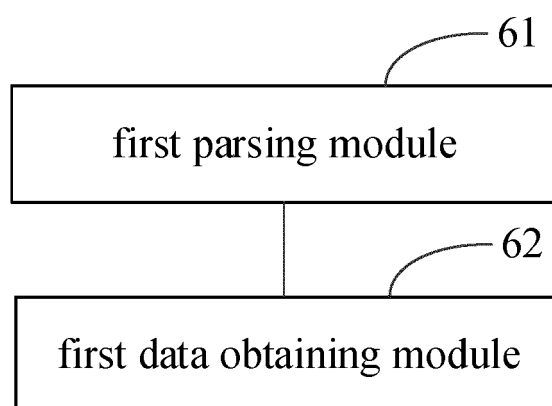 61
first parsing module
62
first data obtaining module